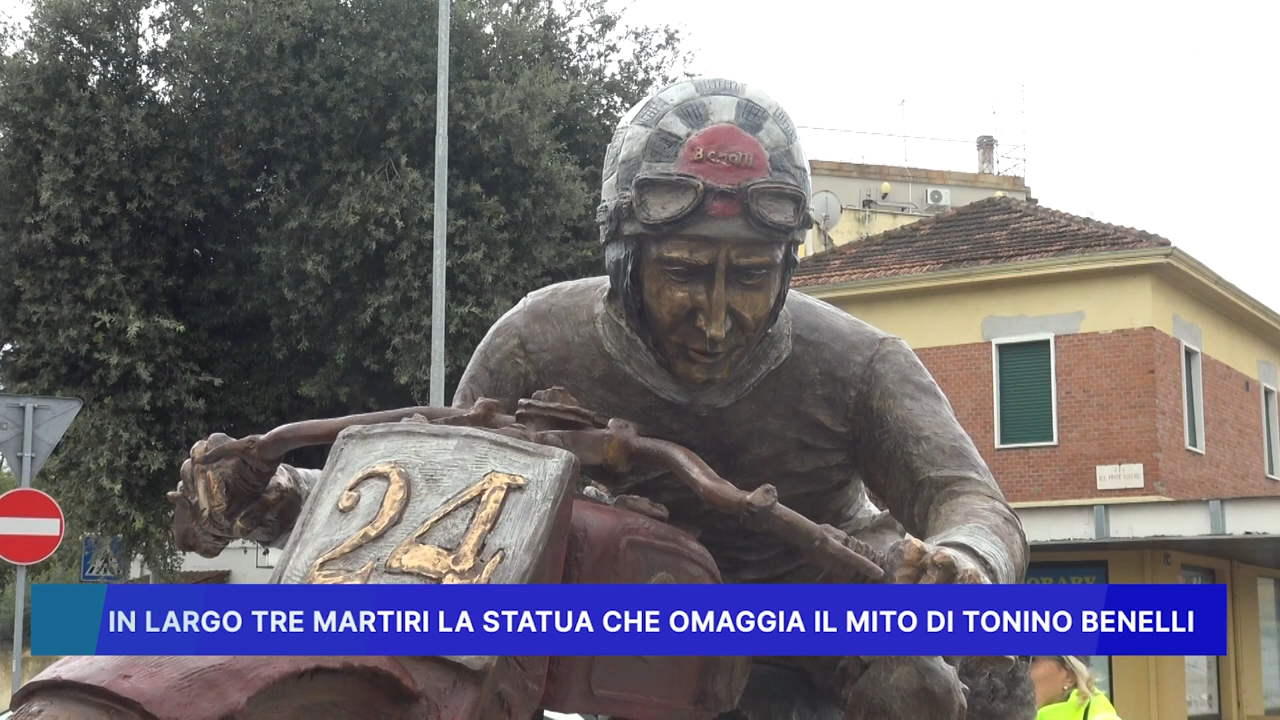 Benelli
24
IN LARGO TRE MARTIRI LA STATUA CHE OMAGGIA IL MITO DI TONINO BENELLI